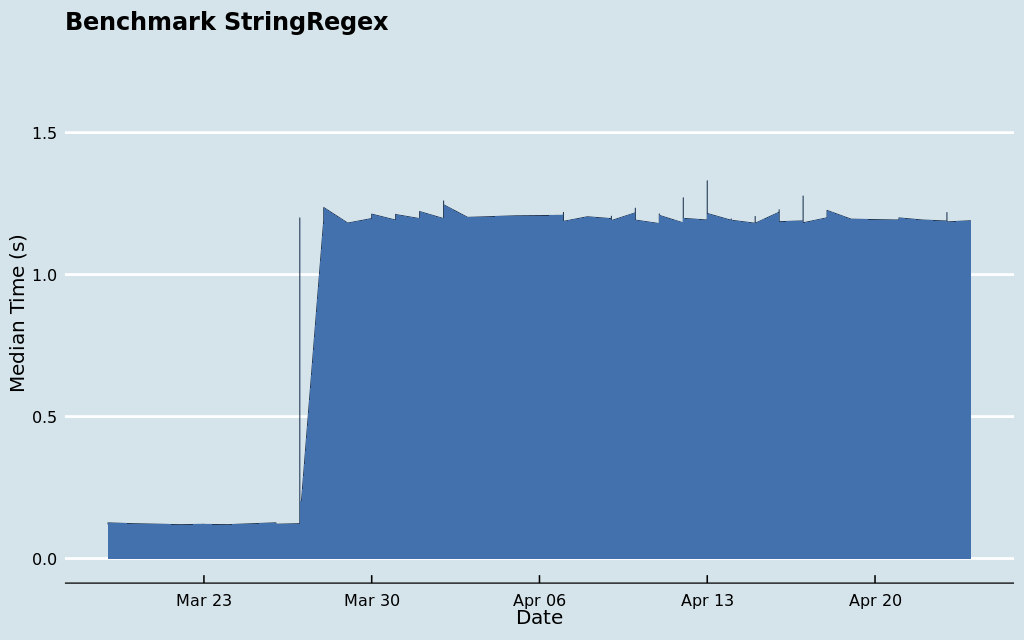 Benchmark StringRegex
Median Time (s)
1.5
1.0
0.5
0.0
Mar 23
Mar 30
Apr 06
Apr 13
Apr 20
Date